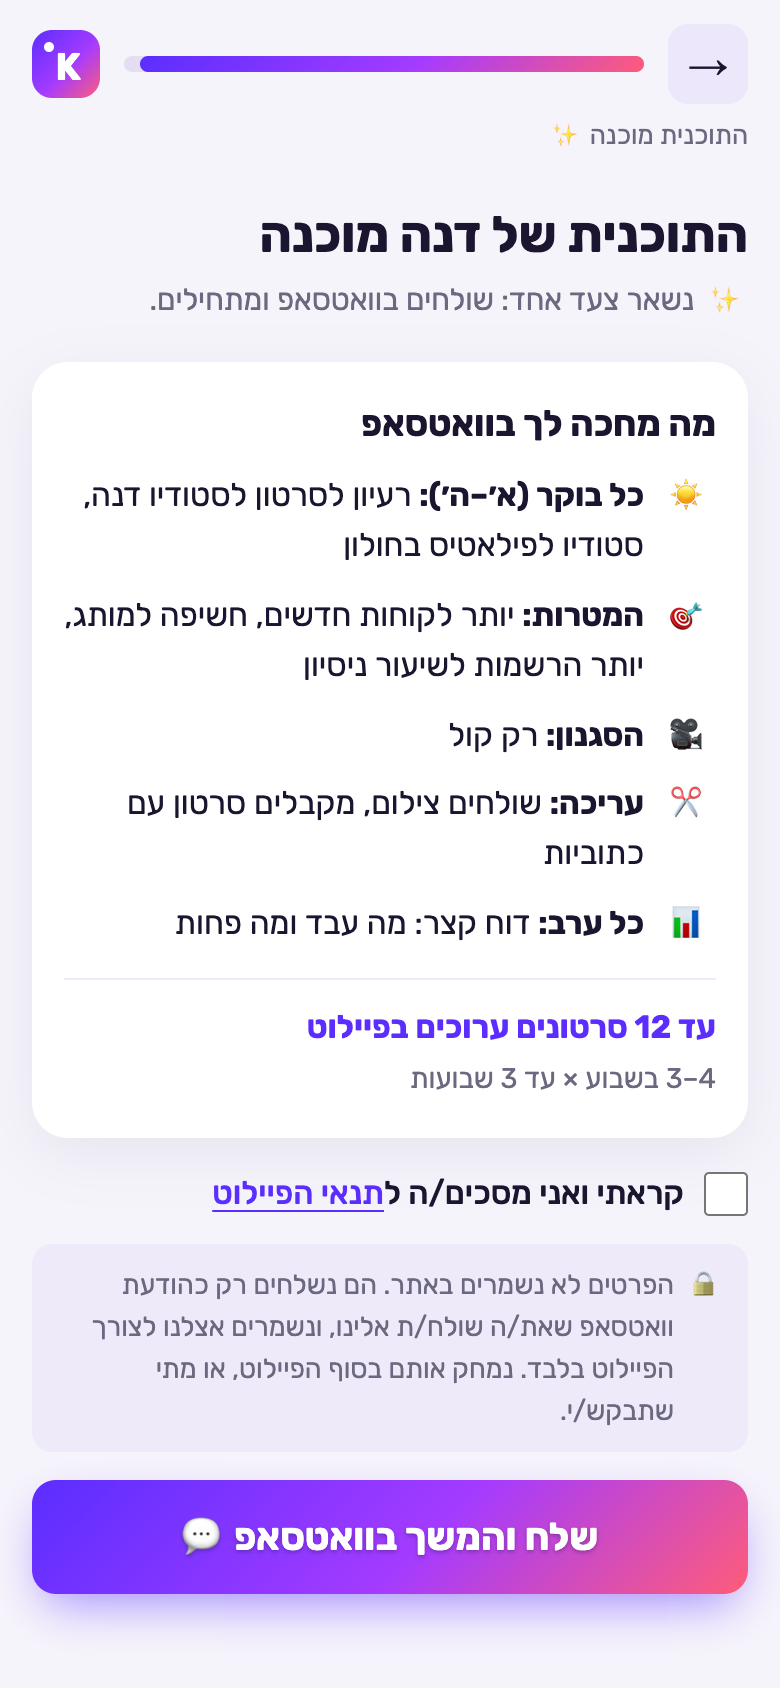 K
→
התוכנית מוכנה ✨
התוכנית של דנה מוכנה
✨ נשאר צעד אחד: שולחים בוואטסאפ ומתחילים.
מה מחכה לך בוואטסאפ
☀️ כל בוקר (א׳–ה׳): רעיון לסרטון לסטודיו דנה,
סטודיו לפילאטיס בחולון
🎯 המטרות: יותר לקוחות חדשים, חשיפה למותג,
יותר הרשמות לשיעור ניסיון
🎥 הסגנון: רק קול
✂️ עריכה: שולחים צילום, מקבלים סרטון עם
כתוביות
📊 כל ערב: דוח קצר: מה עבד ומה פחות
עד 12 סרטונים ערוכים בפיילוט
3–4 בשבוע × עד 3 שבועות
קראתי ואני מסכים/ה לתנאי הפיילוט
🔒 הפרטים לא נשמרים באתר. הם נשלחים רק כהודעת
וואטסאפ שאת/ה שולח/ת אלינו, ונשמרים אצלנו לצורך
הפיילוט בלבד. נמחק אותם בסוף הפיילוט, או מתי
שתבקש/י.
שלח והמשך בוואטסאפ 💬